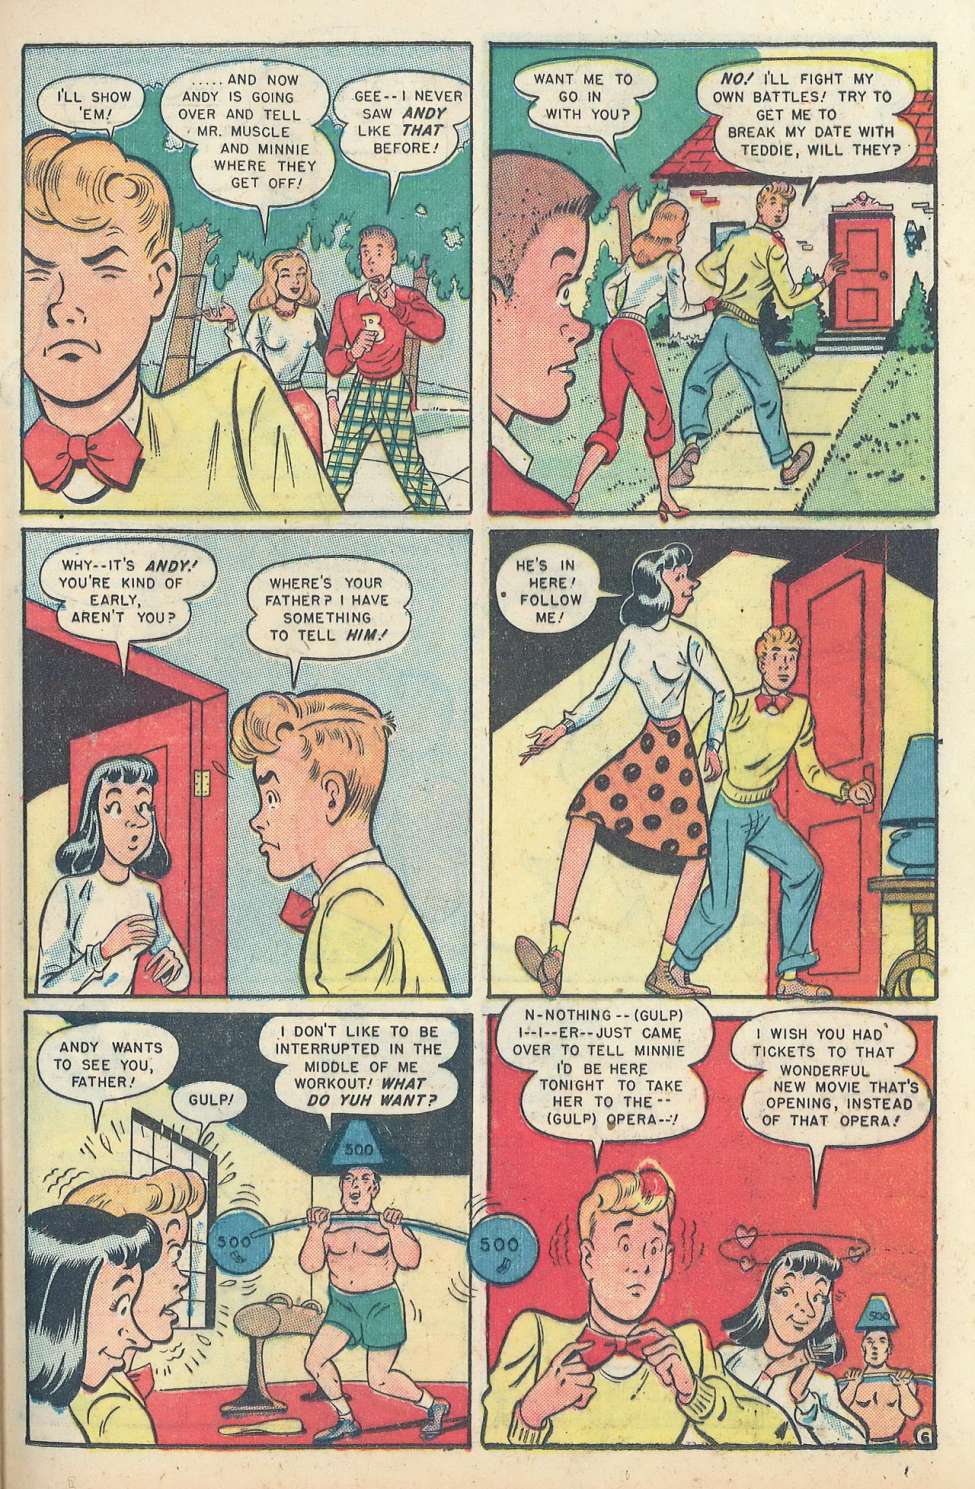 I'LL SHOW
'EM!
..... AND NOW
ANDY IS GOING
OVER AND TELL
MR. MUSCLE
AND MINNIE
WHERE THEY
GET OFF!
GEE-- I NEVER
SAW ANDY
LIKE THAT
BEFORE!
B
WANT ME TO
GO IN
WITH YOU?
NO! I'LL FIGHT MY
OWN BATTLES! TRY TO
GET ME TO
BREAK MY DATE WITH
TEDDIE, WILL THEY?
WHY--IT'S ANDY!
YOU'RE KIND OF
EARLY,
AREN'T YOU?
WHERE'S YOUR
FATHER? I HAVE
SOMETHING
TO TELL HIM!
HE'S IN
HERE!
FOLLOW
ME!
ANDY WANTS
TO SEE YOU,
FATHER!
GULP!
I DON'T LIKE TO BE
INTERRUPTED IN THE
MIDDLE OF ME
WORKOUT! WHAT
DO YUH WANT?
500
500
500
N-NOTHING -- (GULP)
I--I--ER--JUST CAME
OVER TO TELL MINNIE
I'D BE HERE
TONIGHT TO TAKE
HER TO THE --
(GULP) OPERA--!
I WISH YOU HAD
TICKETS TO THAT
WONDERFUL
NEW MOVIE THAT'S
OPENING, INSTEAD
OF THAT OPERA!
500
6